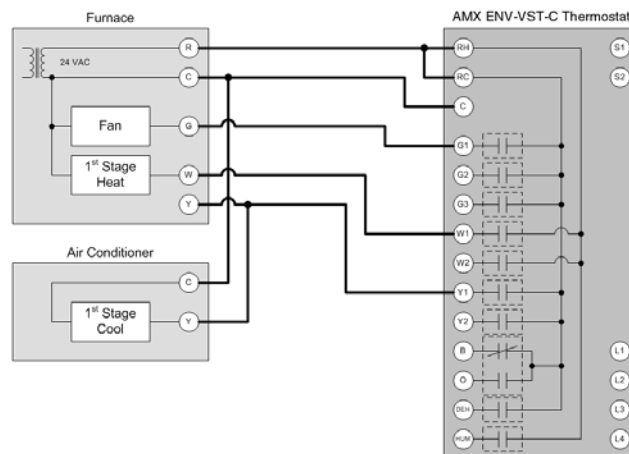 Furnace
24 VAC
R
C
Fan
G
1st Stage
Heat
W
Y
Air Conditioner
C
1st Stage
Cool
Y
AMX ENV-VST-C Thermostat
RH
RC
C
G1
G2
G3
W1
W2
Y1
Y2
B
O
DEH
HUM
S1
S2
L1
L2
L3
L4